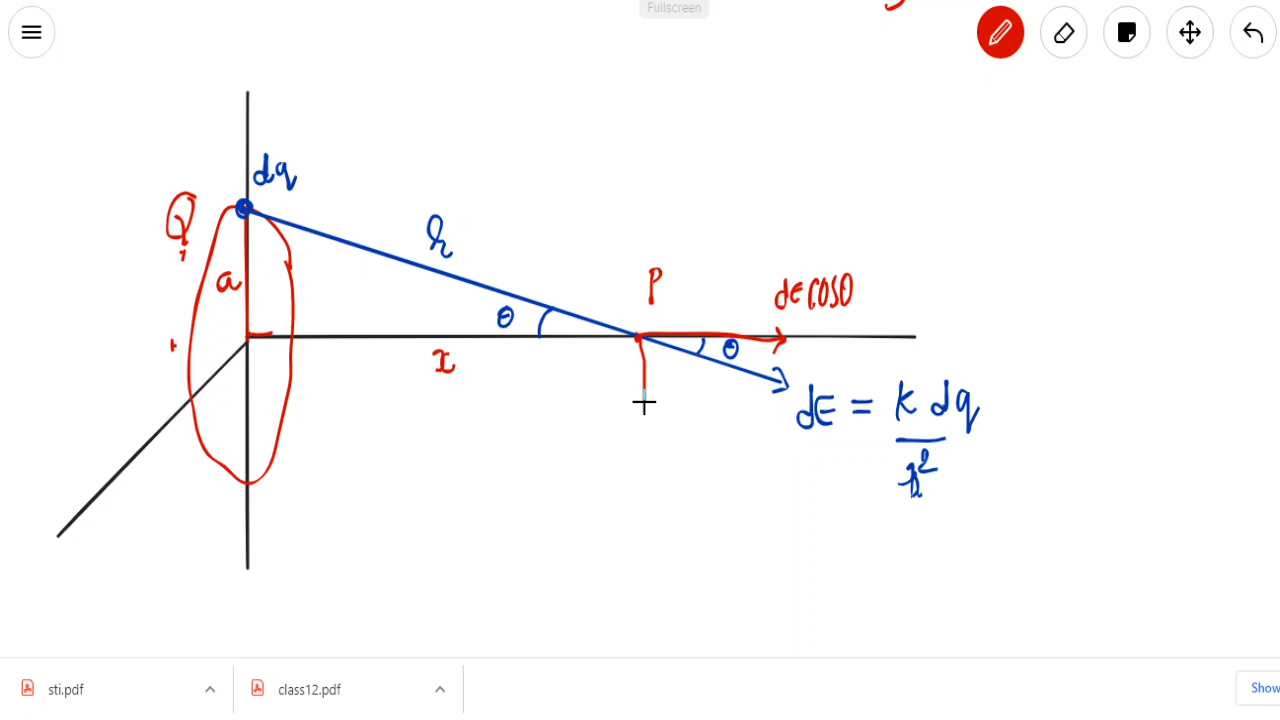 Fullscreen
dq
Q
r
a
P
dE cosθ
θ
θ
x
dE = k dq
r²
sti.pdf
class12.pdf
Show